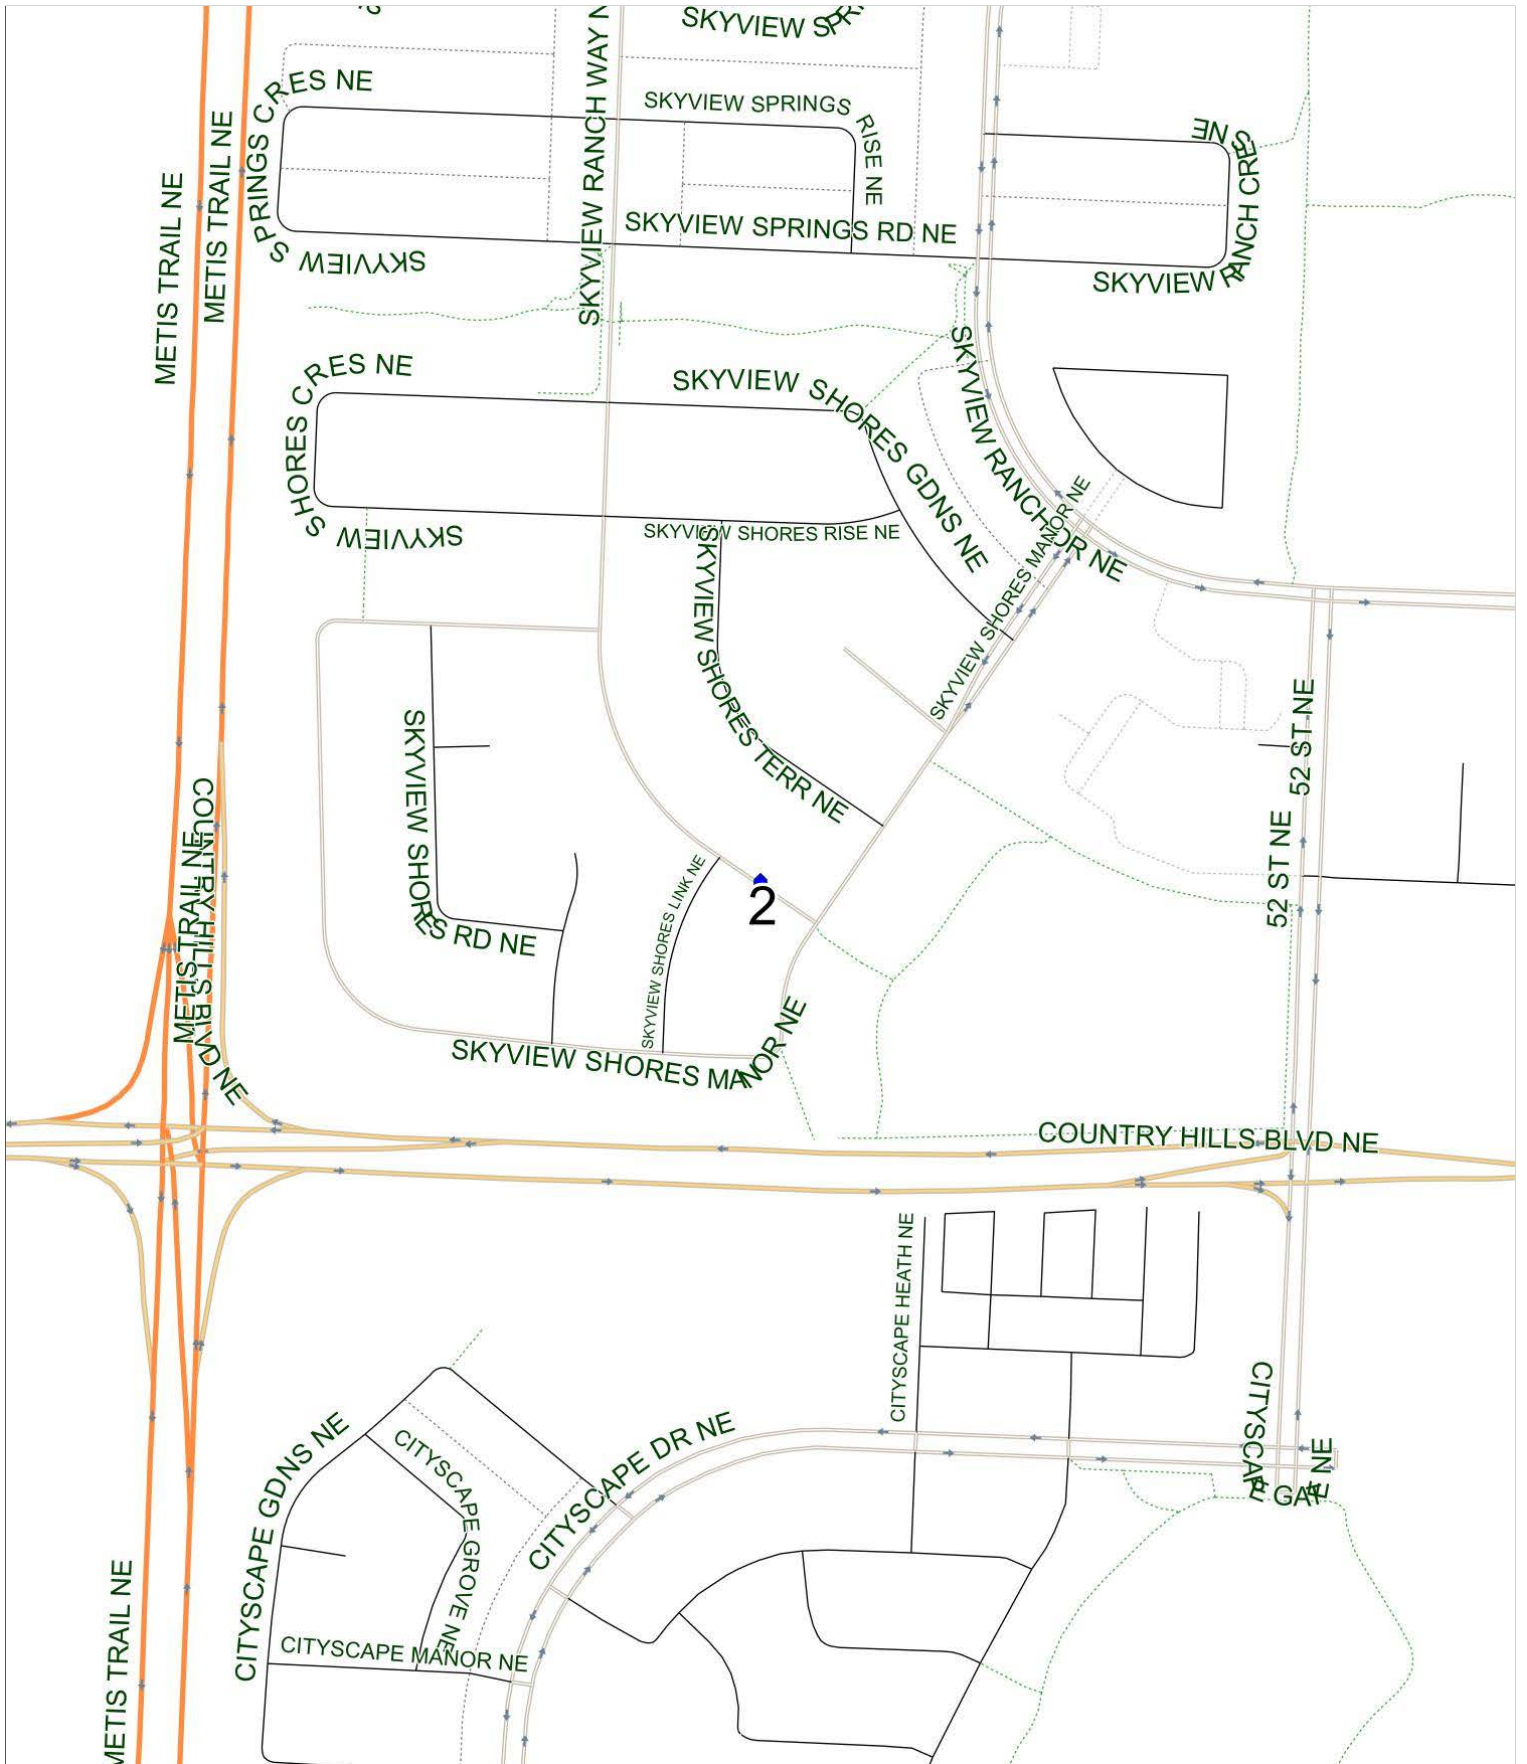 SKYVIEW SPRI
SKYVIEW RANCH WAY N
SPRINGS CRES NE
SKYVIEW
SKYVIEW SPRINGS
RISE NE
SKYVIEW SPRINGS RD NE
SKYVIEW RANCH CRES NE
METIS TRAIL NE
METIS TRAIL NE
SHORES CRES NE
SKYVIEW
SKYVIEW SHORES GDNS NE
SKYVIEW RANCH DR NE
SKYVIEW SHORES MANOR NE
SKYVIEW SHORES RISE NE
SKYVIEW SHORES TERR NE
SKYVIEW SHORES RD NE
SKYVIEW SHORES LINK NE
2
52 ST NE
52 ST NE
METIS TRAIL NE
METIS TRAIL NE
COUNTRY HILLS BLVD NE
SKYVIEW SHORES MANOR NE
COUNTRY HILLS BLVD NE
CITYSCAPE HEATH NE
CITYSCAPE GATE NE
CITYSCAPE DR NE
CITYSCAPE GDNS NE
CITYSCAPE GROVE NE
CITYSCAPE MANOR NE
METIS TRAIL NE